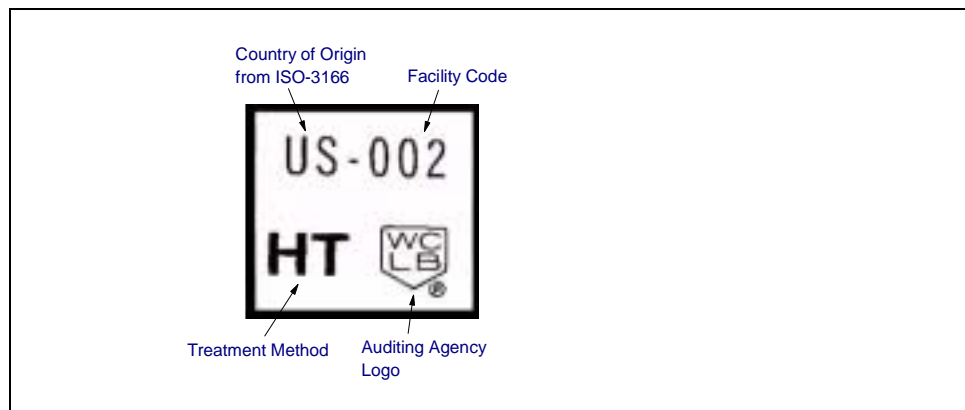 Country of Origin
from ISO-3166
Facility Code
US-002
HT
WC
LB
®
Treatment Method
Auditing Agency
Logo